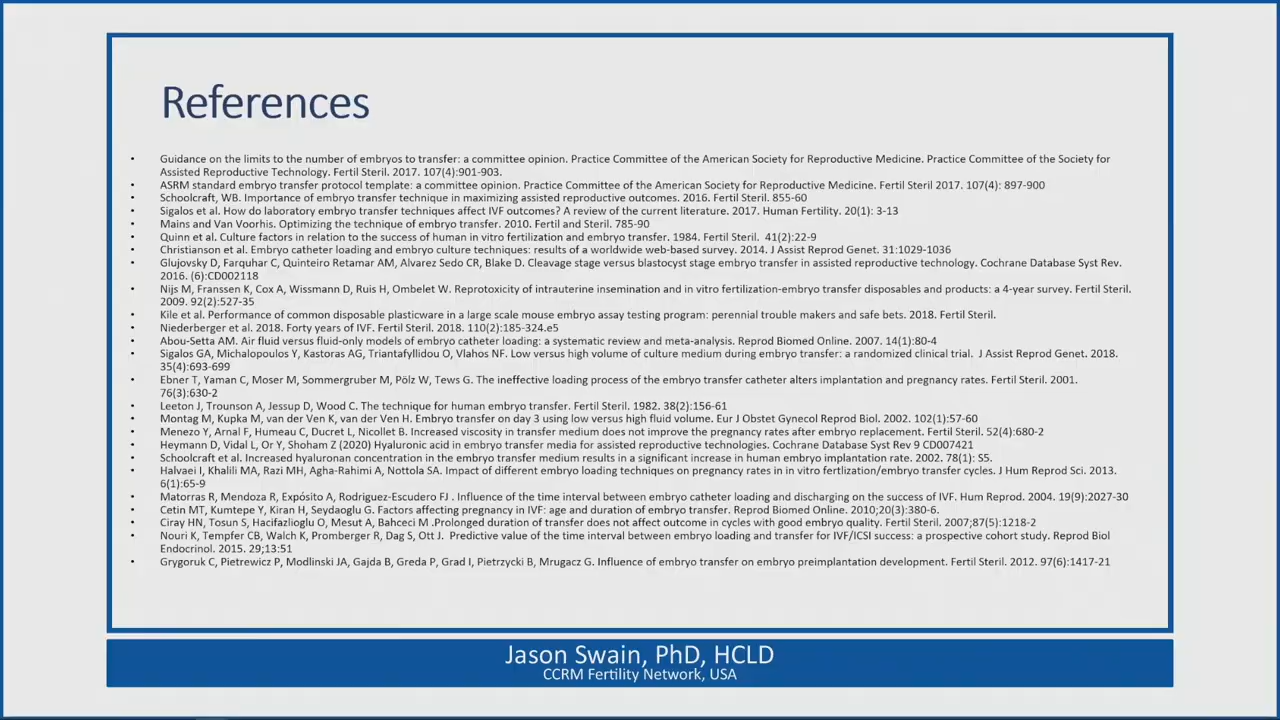 References
• Guidance on the limits to the number of embryos to transfer: a committee opinion. Practice Committee of the American Society for Reproductive Medicine. Practice Committee of the Society for
Assisted Reproductive Technology. Fertil Steril. 2017. 107(4):901-903.
• ASRM standard embryo transfer protocol template: a committee opinion. Practice Committee of the American Society for Reproductive Medicine. Fertil Steril 2017. 107(4): 897-900
• Schoolcraft, WB. Importance of embryo transfer technique in maximizing assisted reproductive outcomes. 2016. Fertil Steril. 855-60
• Sigalos et al. How do laboratory embryo transfer techniques affect IVF outcomes? A review of the current literature. 2017. Human Fertility. 20(1): 3-13
• Mains and Van Voorhis. Optimizing the technique of embryo transfer. 2010. Fertil and Steril. 785-90
• Quinn et al. Culture factors in relation to the success of human in vitro fertilization and embryo transfer. 1984. Fertil Steril. 41(2):22-9
• Christianson et al. Embryo catheter loading and embryo culture techniques: results of a worldwide web-based survey. 2014. J Assist Reprod Genet. 31:1029-1036
• Glujovsky D, Farquhar C, Quinteiro Retamar AM, Alvarez Sedo CR, Blake D. Cleavage stage versus blastocyst stage embryo transfer in assisted reproductive technology. Cochrane Database Syst Rev.
2016. (6):CD002118
• Nijs M, Franssen K, Cox A, Wissmann D, Ruis H, Ombelet W. Reprotoxicity of intrauterine insemination and in vitro fertilization-embryo transfer disposables and products: a 4-year survey. Fertil Steril.
2009. 92(2):527-35
• Kile et al. Performance of common disposable plasticware in a large scale mouse embryo assay testing program: perennial trouble makers and safe bets. 2018. Fertil Steril.
• Niederberger et al. 2018. Forty years of IVF. Fertil Steril. 2018. 110(2):185-324.e5
• Abou-Setta AM. Air fluid versus fluid-only models of embryo catheter loading: a systematic review and meta-analysis. Reprod Biomed Online. 2007. 14(1):80-4
• Sigalos GA, Michalopoulos Y, Kastoras AG, Triantafyllidou O, Vlahos NF. Low versus high volume of culture medium during embryo transfer: a randomized clinical trial. J Assist Reprod Genet. 2018.
35(4):693-699
• Ebner T, Yaman C, Moser M, Sommergruber M, Pölz W, Tews G. The ineffective loading process of the embryo transfer catheter alters implantation and pregnancy rates. Fertil Steril. 2001.
76(3):630-2
• Leeton J, Trounson A, Jessup D, Wood C. The technique for human embryo transfer. Fertil Steril. 1982. 38(2):156-61
• Montag M, Kupka M, van der Ven K, van der Ven H. Embryo transfer on day 3 using low versus high fluid volume. Eur J Obstet Gynecol Reprod Biol. 2002. 102(1):57-60
• Menezo Y, Arnal F, Humeau C, Ducret L, Nicollet B. Increased viscosity in transfer medium does not improve the pregnancy rates after embryo replacement. Fertil Steril. 52(4):680-2
• Heymann D, Vidal L, Or Y, Shoham Z (2020) Hyaluronic acid in embryo transfer media for assisted reproductive technologies. Cochrane Database Syst Rev 9 CD007421
• Schoolcraft et al. Increased hyaluronan concentration in the embryo transfer medium results in a significant increase in human embryo implantation rate. 2002. 78(1): S5.
• Halvaei I, Khalili MA, Razi MH, Agha-Rahimi A, Nottola SA. Impact of different embryo loading techniques on pregnancy rates in in vitro fertlization/embryo transfer cycles. J Hum Reprod Sci. 2013.
6(1):65-9
• Matorras R, Mendoza R, Expósito A, Rodriguez-Escudero FJ . Influence of the time interval between embryo catheter loading and discharging on the success of IVF. Hum Reprod. 2004. 19(9):2027-30
• Cetin MT, Kumtepe Y, Kiran H, Seydaoglu G. Factors affecting pregnancy in IVF: age and duration of embryo transfer. Reprod Biomed Online. 2010;20(3):380-6.
• Ciray HN, Tosun S, Hacifazlioglu O, Mesut A, Bahceci M .Prolonged duration of transfer does not affect outcome in cycles with good embryo quality. Fertil Steril. 2007;87(5):1218-2
• Nouri K, Tempfer CB, Walch K, Promberger R, Dag S, Ott J. Predictive value of the time interval between embryo loading and transfer for IVF/ICSI success: a prospective cohort study. Reprod Biol
Endocrinol. 2015. 29;13:51
• Grygoruk C, Pietrewicz P, Modlinski JA, Gajda B, Greda P, Grad I, Pietrzycki B, Mrugacz G. Influence of embryo transfer on embryo preimplantation development. Fertil Steril. 2012. 97(6):1417-21
Jason Swain, PhD, HCLD
CCRM Fertility Network, USA